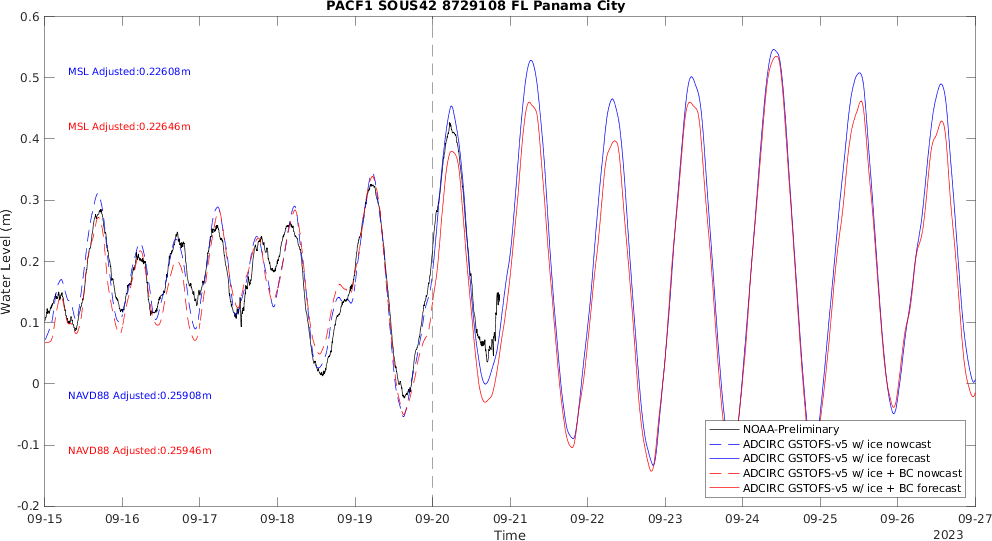 PACF1 SOUS42 8729108 FL Panama City
Water Level (m)
0.6
0.5
0.4
0.3
0.2
0.1
0
-0.1
-0.2
MSL Adjusted:0.22608m
MSL Adjusted:0.22646m
NAVD88 Adjusted:0.25908m
NAVD88 Adjusted:0.25946m
NOAA-Preliminary
ADCIRC GSTOFS-v5 w/ ice nowcast
ADCIRC GSTOFS-v5 w/ ice forecast
ADCIRC GSTOFS-v5 w/ ice + BC nowcast
ADCIRC GSTOFS-v5 w/ ice + BC forecast
09-15 09-16 09-17 09-18 09-19 09-20 09-21 09-22 09-23 09-24 09-25 09-26 09-27
Time
2023